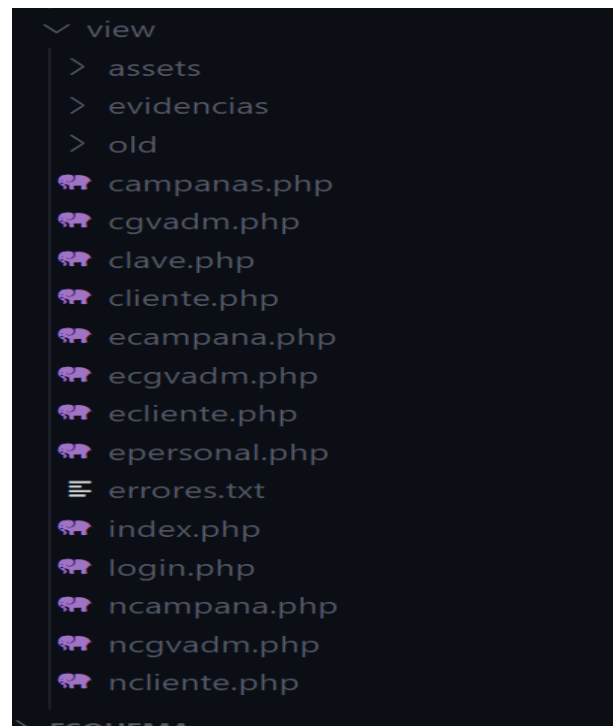 view
assets
evidencias
old
campanas.php
cgvadm.php
clave.php
cliente.php
ecampana.php
ecgvadm.php
ecliente.php
epersonal.php
errores.txt
index.php
login.php
ncampana.php
ncgvadm.php
ncliente.php
ESQUEMA